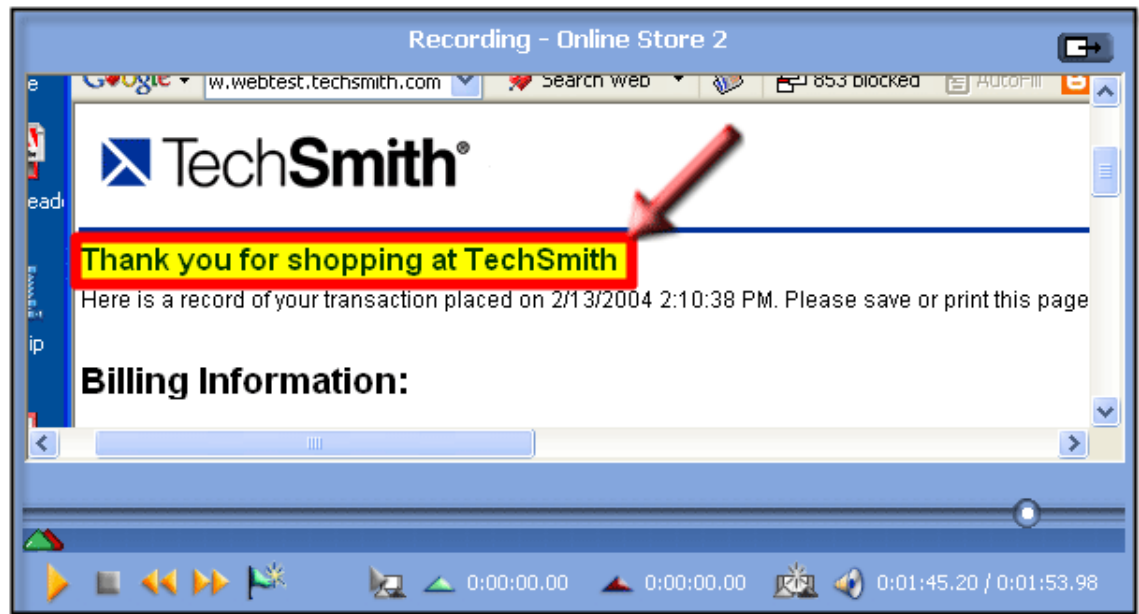 Recording - Online Store 2
Google w.webtest.techsmith.com Search Web 853 blocked AutoFill
TechSmith®
Thank you for shopping at TechSmith
Here is a record of your transaction placed on 2/13/2004 2:10:38 PM. Please save or print this page
Billing Information:
0:00:00.00 0:00:00.00 0:01:45.20 / 0:01:53.98